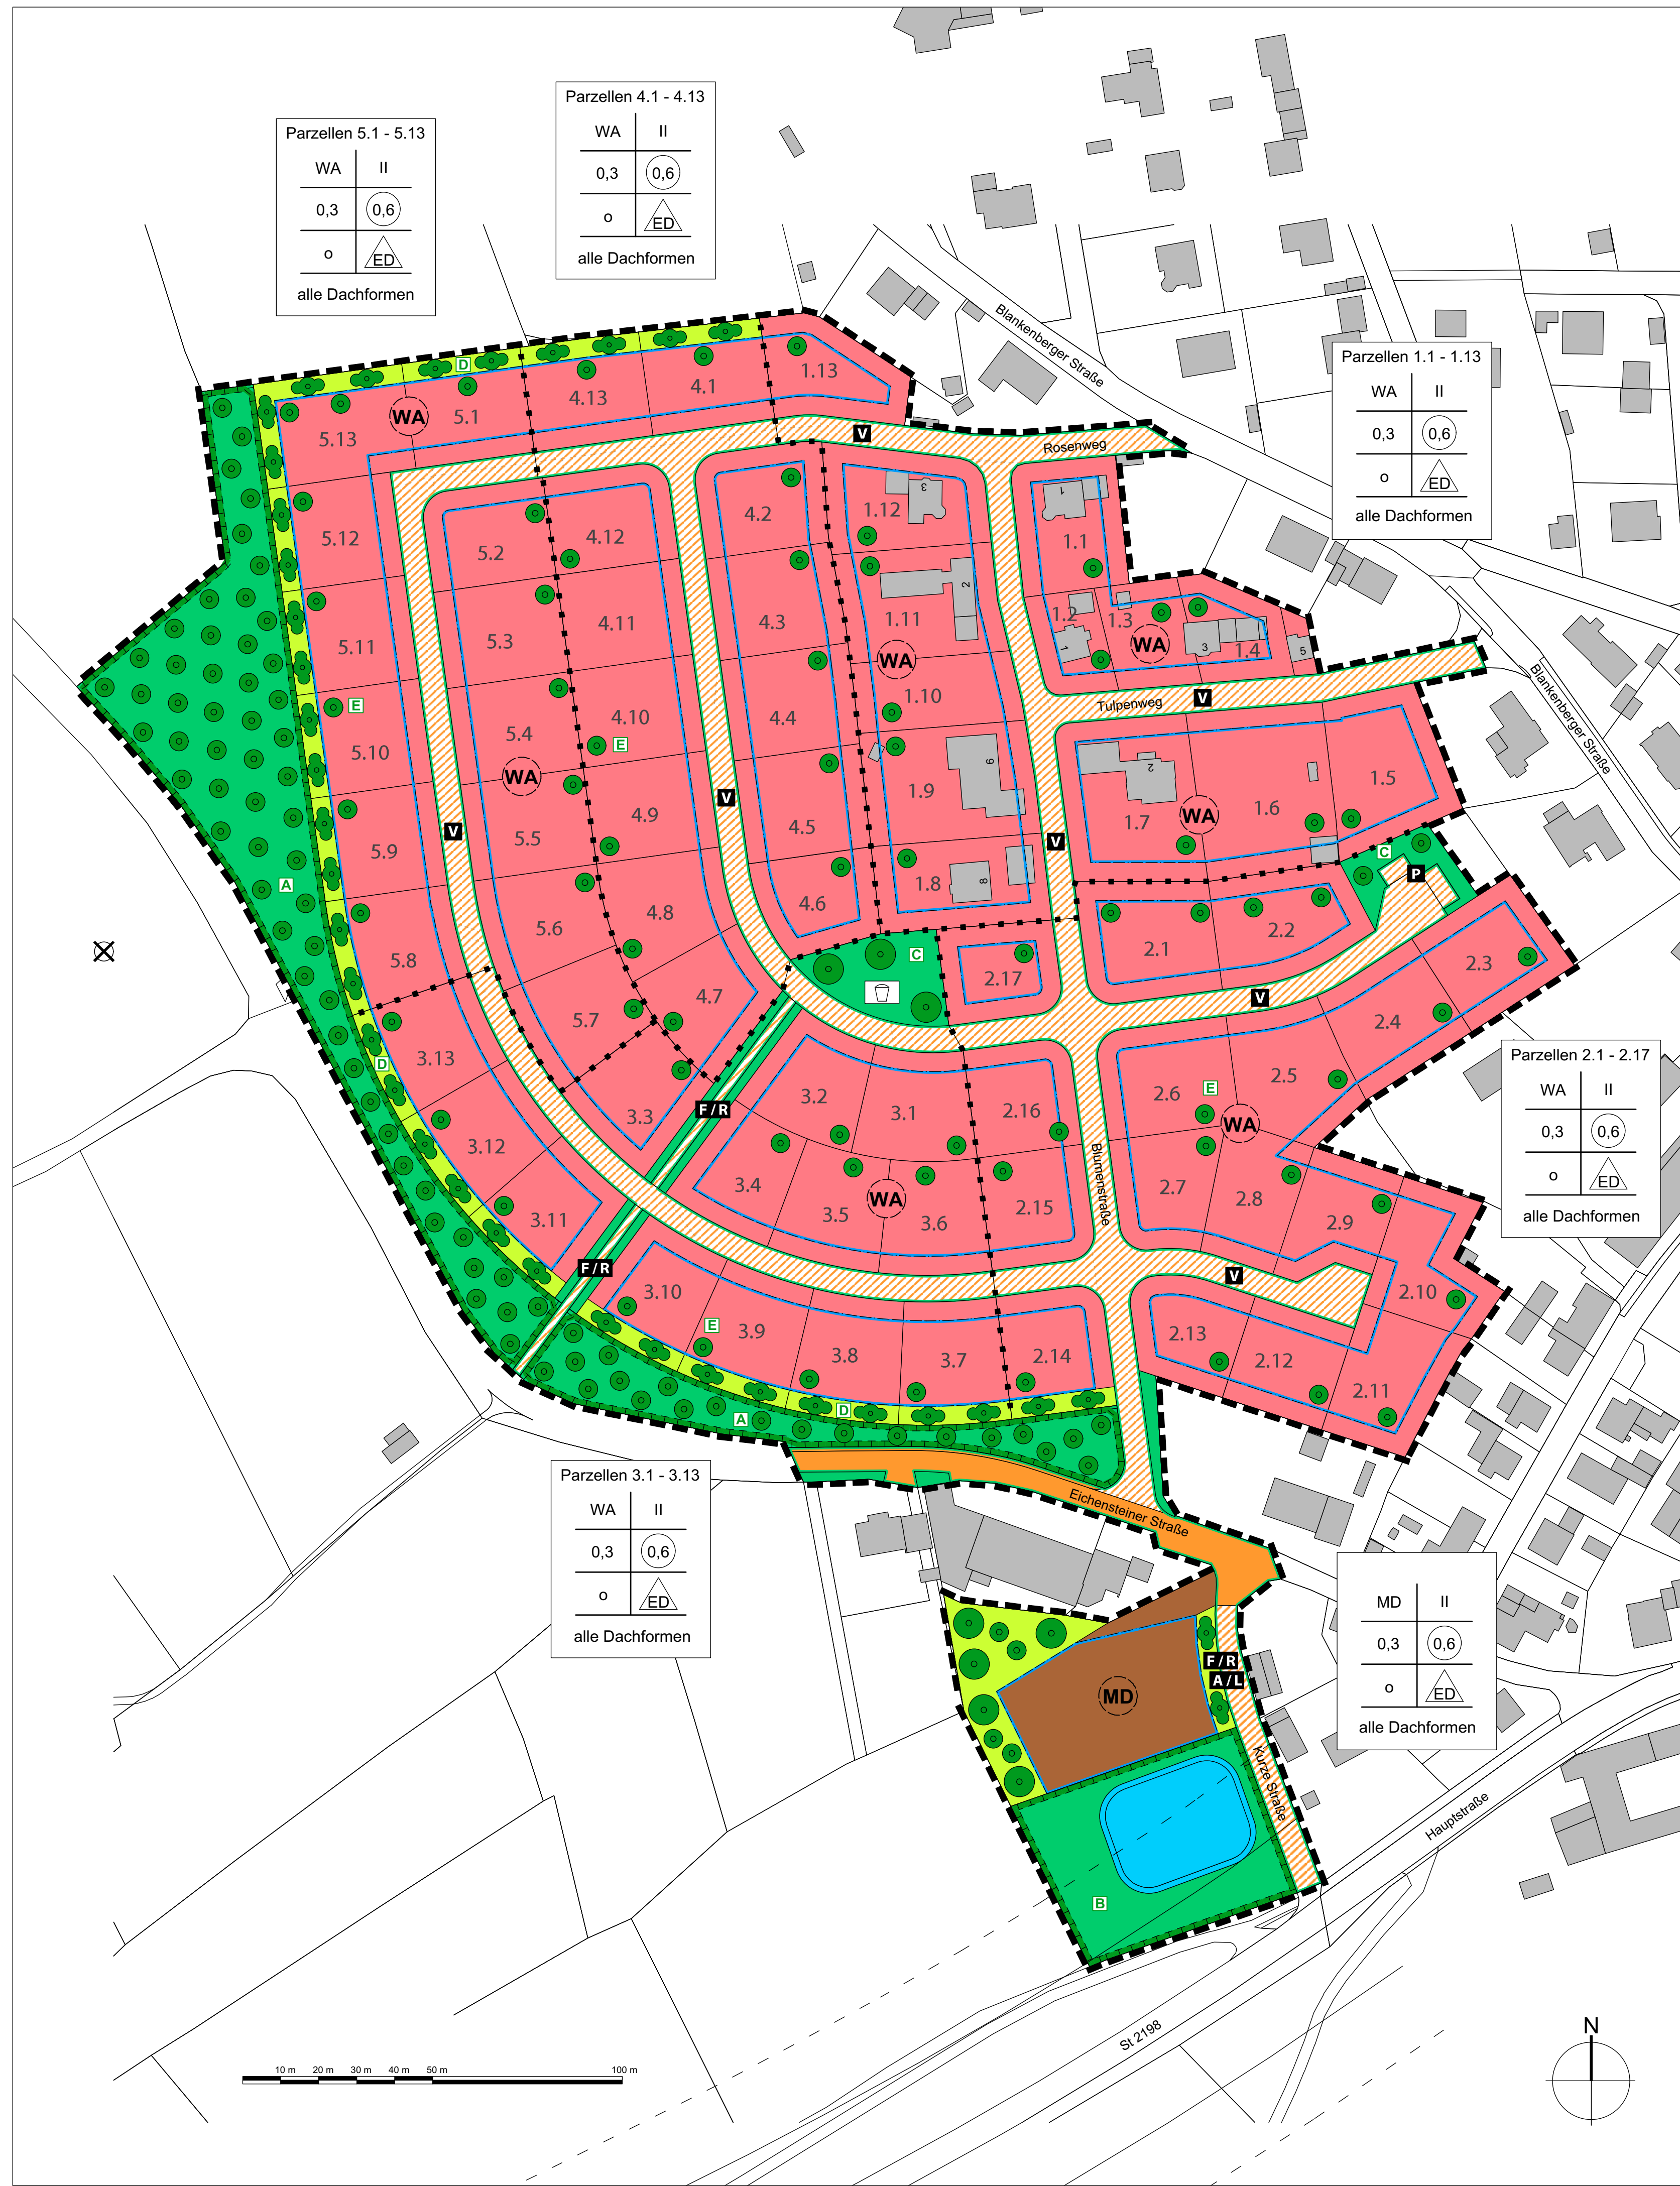 Parzellen 4.1 - 4.13
WA II
0,3 0,6
o ED
alle Dachformen
Parzellen 5.1 - 5.13
WA II
0,3 0,6
o ED
alle Dachformen
Blankenberger Straße
Parzellen 1.1 - 1.13
WA II
0,3 0,6
o ED
alle Dachformen
D
WA
5.13
5.1
4.13
4.1
1.13
V
Rosenweg
5.12
5.2
4.12
4.2
1.12
3
1
1.1
5.11
5.3
4.11
4.3
1.11
2
1.2
1
1.3
WA
3
1.4
5
WA
E
5.10
5.4
4.10
E
4.4
1.10
Tulpenweg
V
Blankenberger Straße
WA
4.9
V
V
5.5
4.5
1.9
6
2
1.7
WA
1.6
1.5
V
5.9
A
C
P
5.6
4.8
4.6
1.8
8
5.8
C
2.17
2.1
2.2
2.3
5.7
4.7
V
2.4
D
3.13
F / R
3.3
3.2
3.1
2.16
2.6
E
2.5
WA
Parzellen 2.1 - 2.17
WA II
0,3 0,6
o ED
alle Dachformen
3.12
3.11
3.4
3.5
WA
3.6
2.15
Blumenstraße
2.7
2.8
2.9
F / R
V
3.10
E
3.9
3.8
3.7
2.14
2.13
2.12
2.10
2.11
A
D
Parzellen 3.1 - 3.13
WA II
0,3 0,6
o ED
alle Dachformen
Eichensteiner Straße
MD II
0,3 0,6
o ED
alle Dachformen
F / R
A / L
MD
Kurze Straße
Hauptstraße
B
St 2198
N
10 m 20 m 30 m 40 m 50 m 100 m